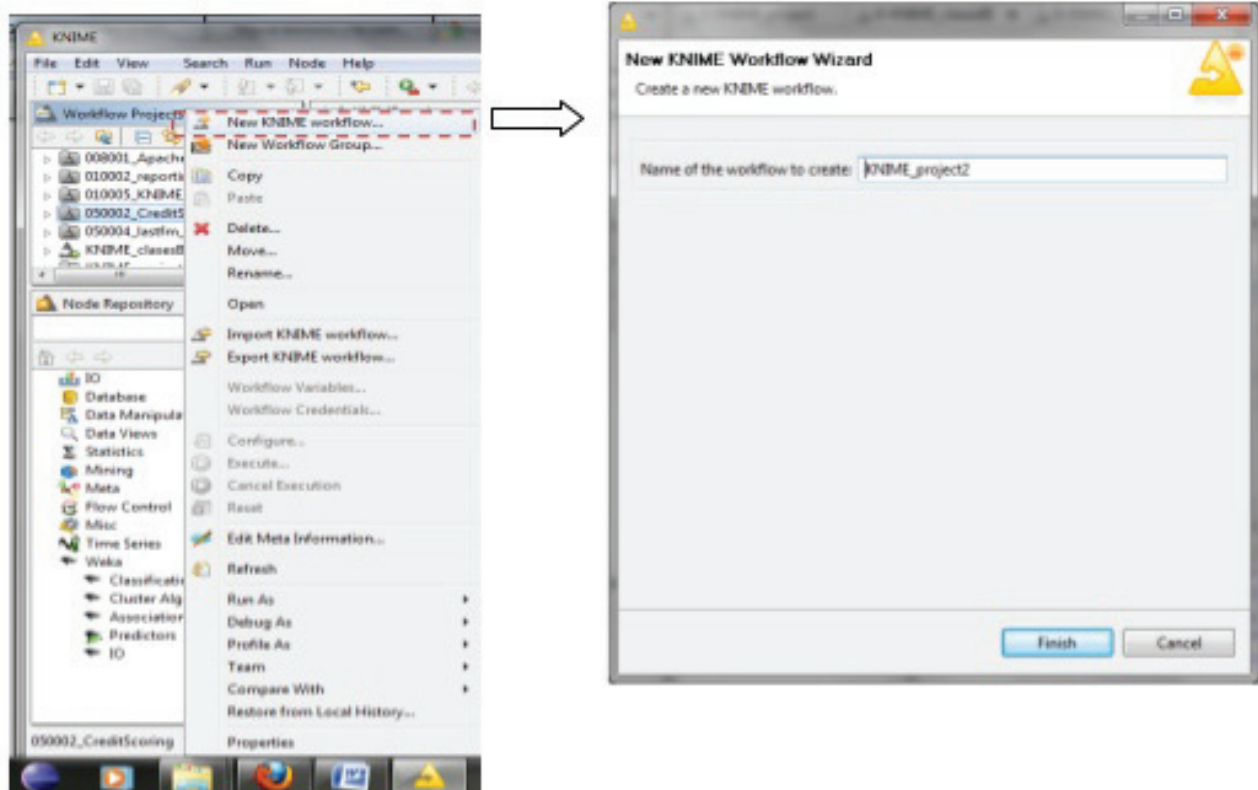 KNIME
File Edit View Search Run Node Help
Workflow Projects
008001_Apach
010002_reporti
010005_KNIME
050002_CreditS
050004_lastfm_
KNIME_clasesB
Node Repository
IO
Database
Data Manipula
Data Views
Statistics
Mining
Meta
Flow Control
Misc
Time Series
Weka
Classificati
Cluster Alg
Association
Predictors
IO
050002_CreditScoring
New KNIME workflow...
New Workflow Group...
Copy
Paste
Delete...
Move...
Rename...
Open
Import KNIME workflow...
Export KNIME workflow...
Workflow Variables...
Workflow Credentials...
Configure...
Execute...
Cancel Execution
Reset
Edit Meta Information...
Refresh
Run As
Debug As
Profile As
Team
Compare With
Restore from Local History...
Properties
New KNIME Workflow Wizard
Create a new KNIME workflow.
Name of the workflow to create: KNIME_project2
Finish Cancel